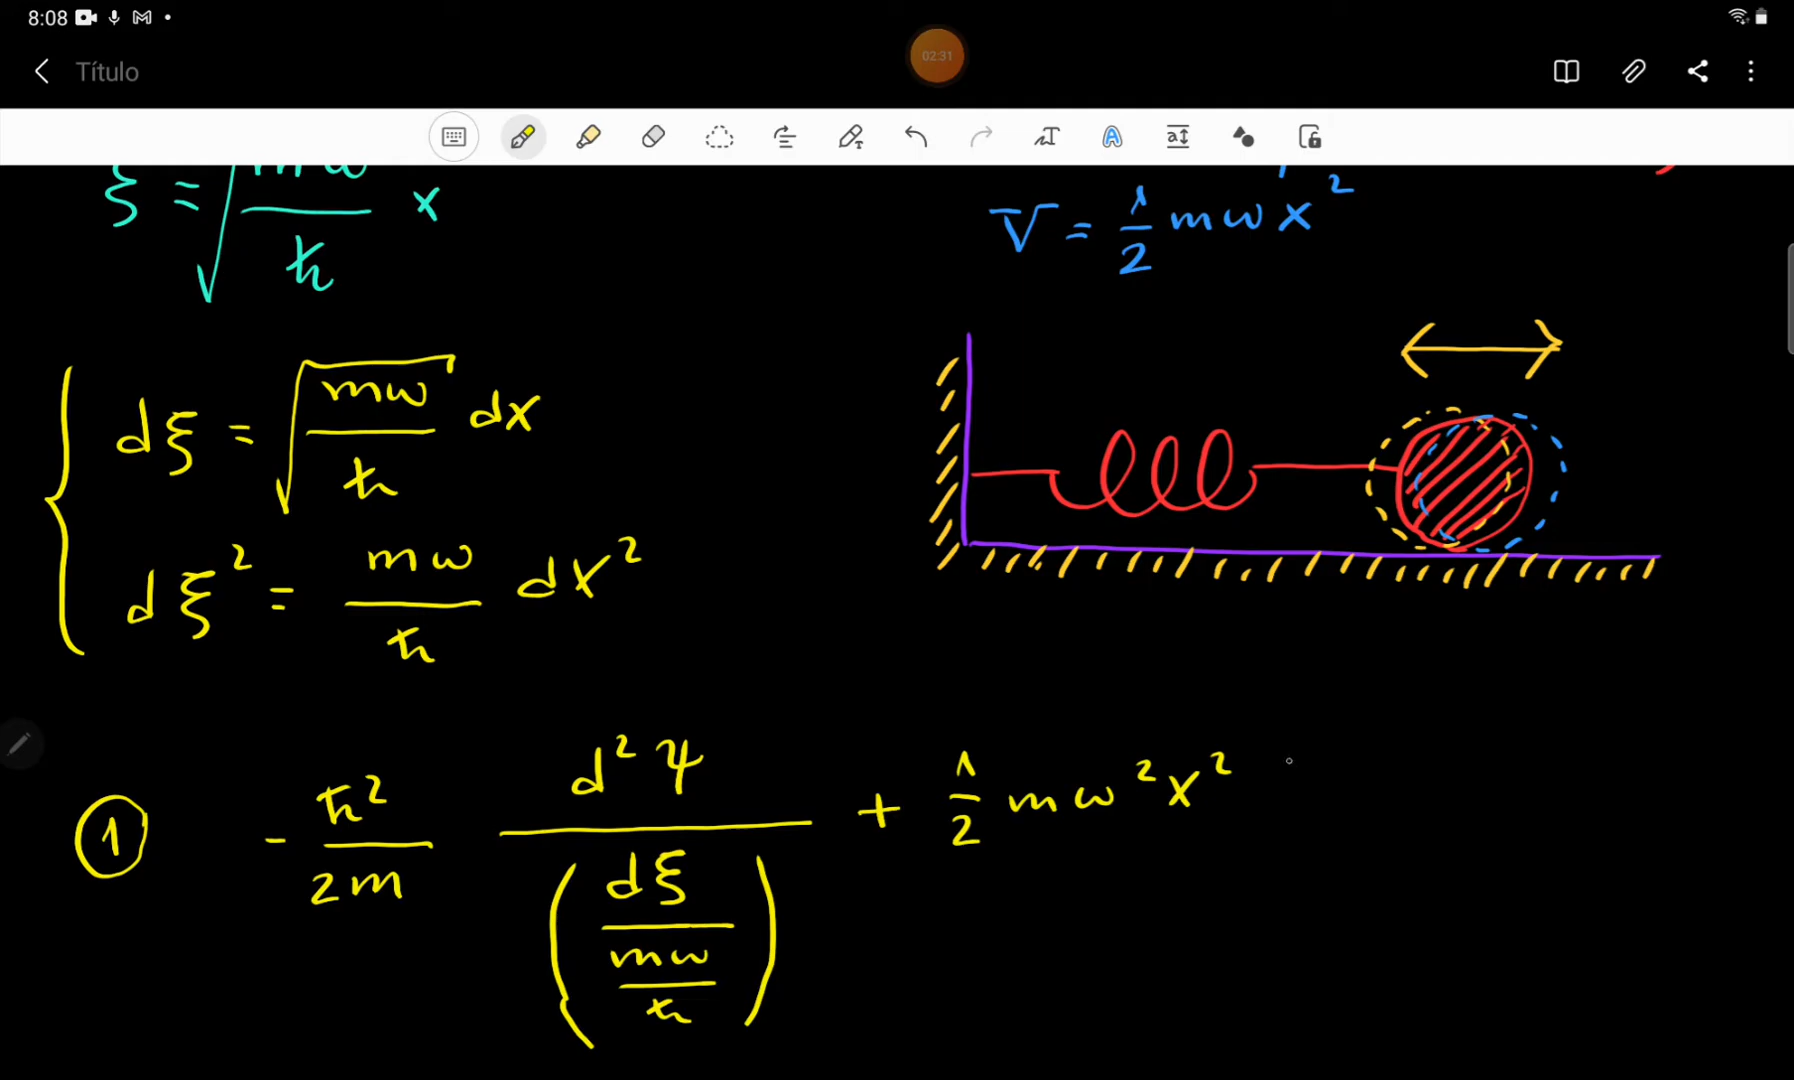 8:08
02:31
Título
ξ = √(mω/ħ) x
V = 1/2 mωx²
dξ = √(mω/ħ) dx
dξ² = mω/ħ dx²
① - ħ²/2m d²ψ/(dξ/(mω/ħ)) + 1/2 mω²x²